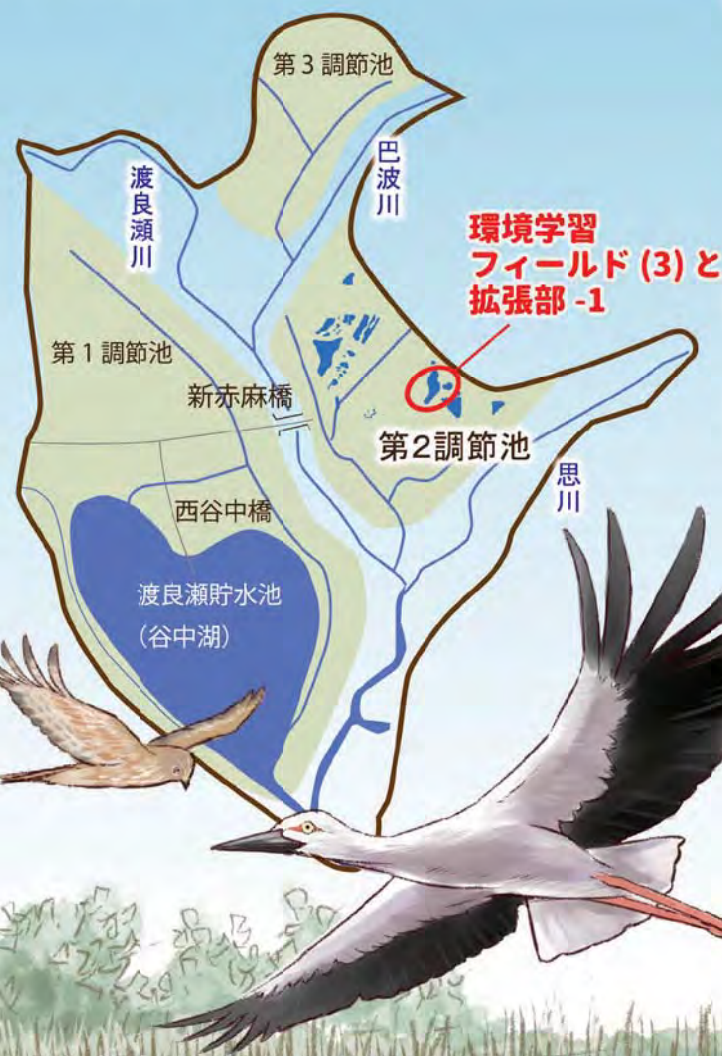 第3調節池
巴波川
渡良瀬川
環境学習
フィールド (3) と
拡張部 -1
第1調節池
新赤麻橋
第2調節池
思川
西谷中橋
渡良瀬貯水池
（谷中湖）